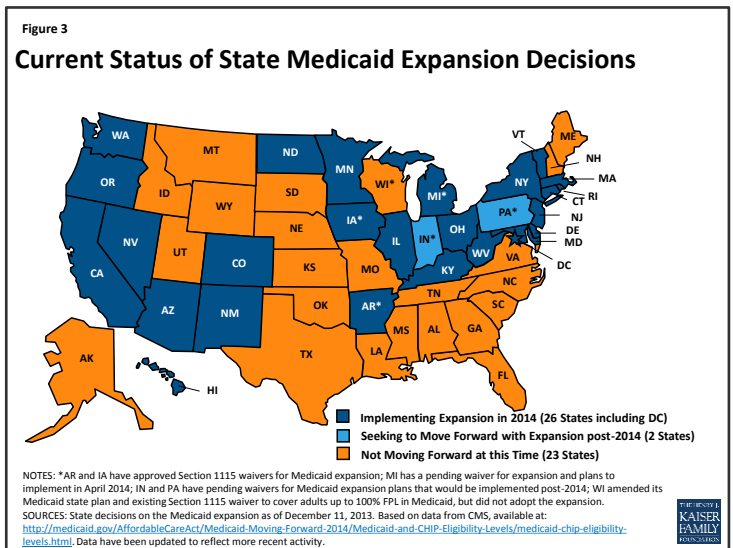 Figure 3
Current Status of State Medicaid Expansion Decisions
WA
OR
CA
NV
ID
MT
WY
UT
AZ
CO
NM
ND
SD
NE
KS
OK
TX
MN
IA*
MO
AR*
LA
WI*
IL
MI*
IN*
OH
KY
TN
MS
AL
GA
FL
SC
NC
VA
WV
PA*
NY
VT
ME
NH
MA
RI
CT
NJ
DE
MD
DC
AK
HI
Implementing Expansion in 2014 (26 States including DC)
Seeking to Move Forward with Expansion post-2014 (2 States)
Not Moving Forward at this Time (23 States)
NOTES: *AR and IA have approved Section 1115 waivers for Medicaid expansion; MI has a pending waiver for expansion and plans to
implement in April 2014; IN and PA have pending waivers for Medicaid expansion plans that would be implemented post-2014; WI amended its
Medicaid state plan and existing Section 1115 waiver to cover adults up to 100% FPL in Medicaid, but did not adopt the expansion.
SOURCES: State decisions on the Medicaid expansion as of December 11, 2013. Based on data from CMS, available at:
http://medicaid.gov/AffordableCareAct/Medicaid-Moving-Forward-2014/Medicaid-and-CHIP-Eligibility-Levels/medicaid-chip-eligibility-
levels.html. Data have been updated to reflect more recent activity.
THE HENRY J.
KAISER
FAMILY
FOUNDATION